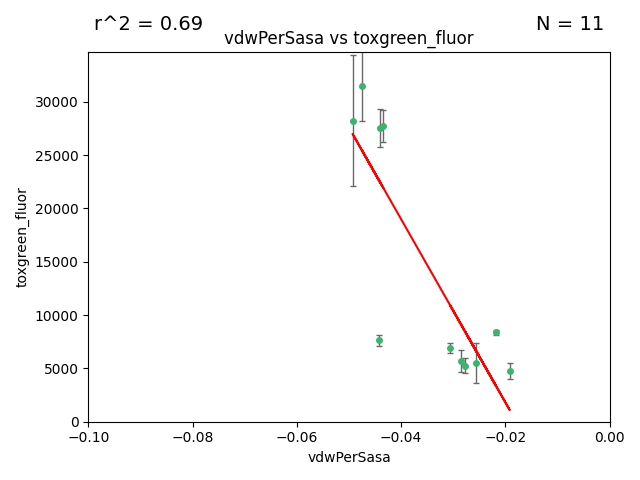 r^2 = 0.69
N = 11
vdwPerSasa vs toxgreen_fluor
30000
25000
20000
15000
10000
5000
0
toxgreen_fluor
−0.10
−0.08
−0.06
−0.04
−0.02
0.00
vdwPerSasa